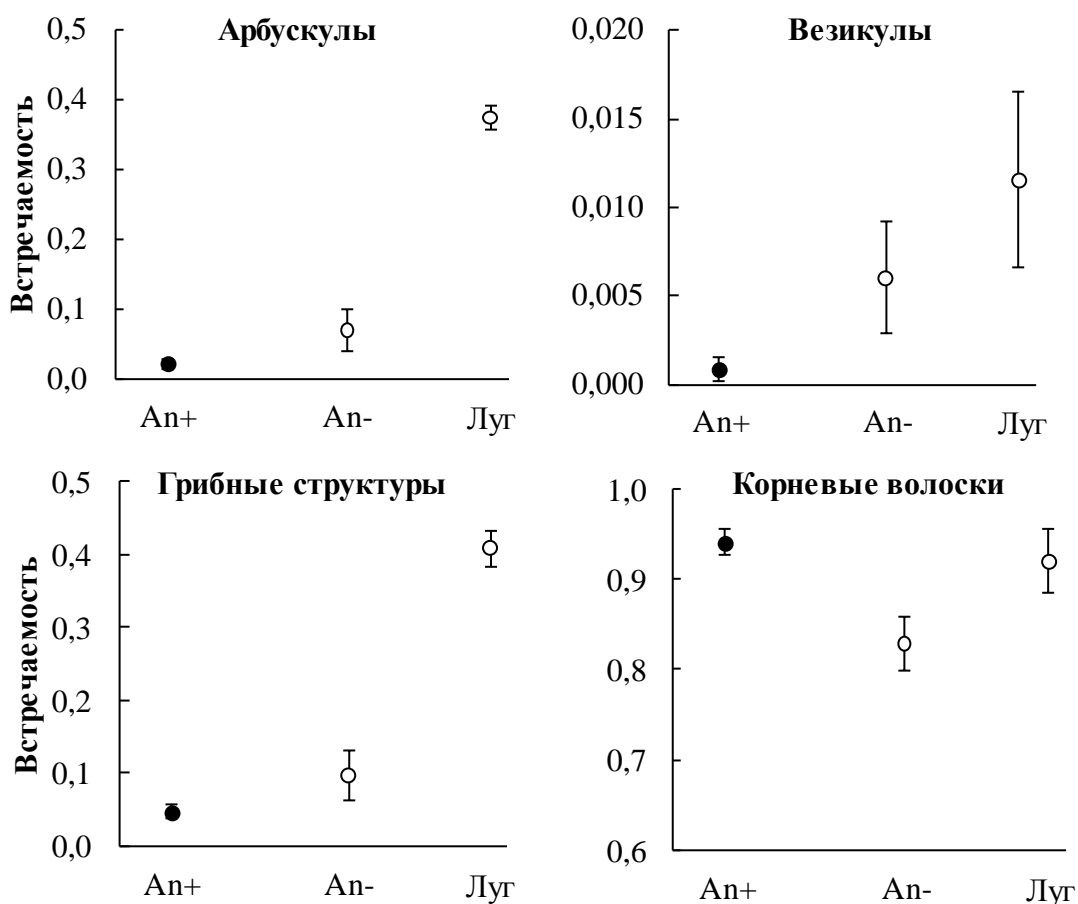 Арбускулы
Встречаемость
0,5
0,4
0,3
0,2
0,1
0,0
An+
An-
Луг
Везикулы
0,020
0,015
0,010
0,005
0,000
An+
An-
Луг
Грибные структуры
Встречаемость
0,5
0,4
0,3
0,2
0,1
0,0
An+
An-
Луг
Корневые волоски
1,0
0,9
0,8
0,7
0,6
An+
An-
Луг